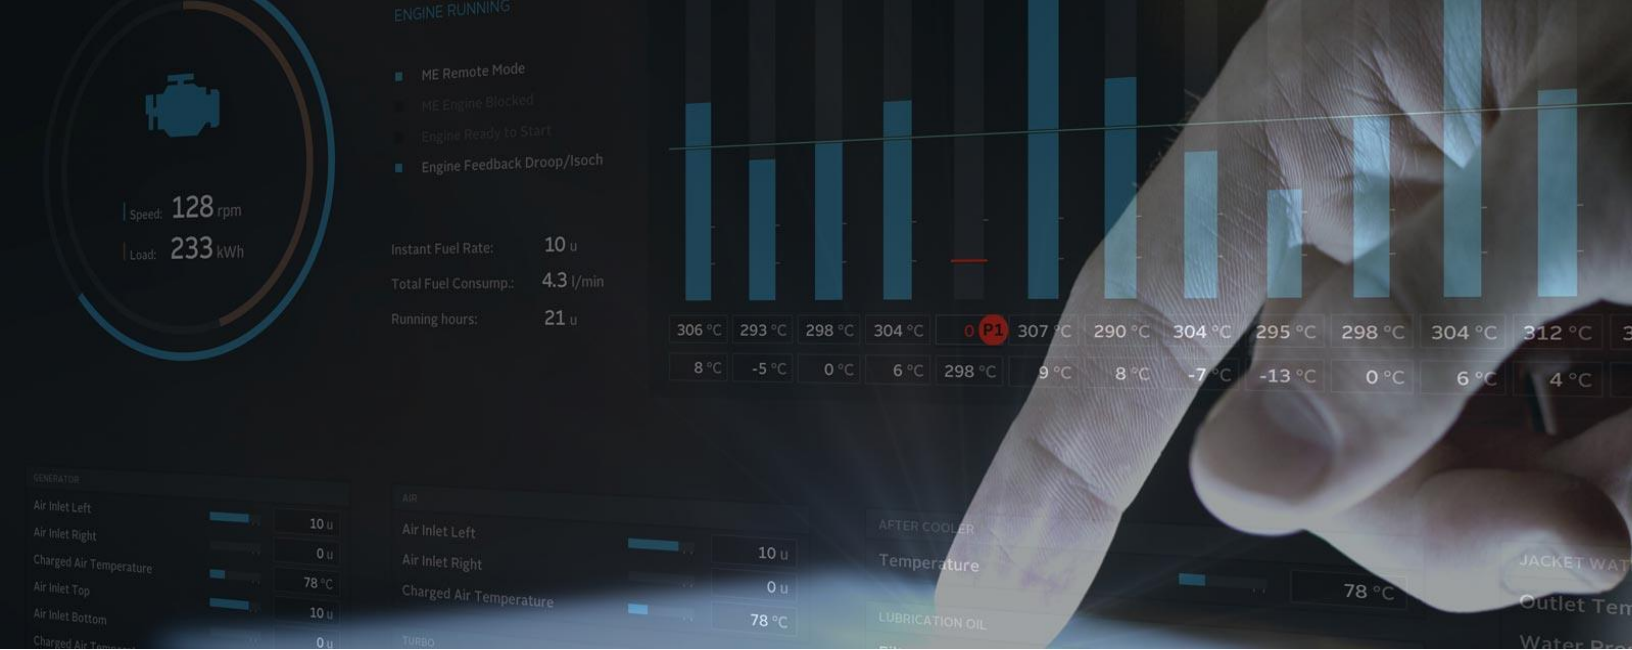 ENGINE RUNNING
ME Remote Mode
ME Engine Blocked
Engine Ready to Start
Engine Feedback Droop/Isoch
Speed: 128 rpm
Load: 233 kWh
Instant Fuel Rate: 10 u
Total Fuel Consump.: 4.3 l/min
Running hours: 21 u
306 °C 293 °C 298 °C 304 °C 0 P1 307 °C 290 °C 304 °C 295 °C 298 °C 304 °C 312 °C 3
8 °C -5 °C 0 °C 6 °C 298 °C 9 °C 8 °C -7 °C -13 °C 0 °C 6 °C 4 °C
GENERATOR
Air Inlet Left 10 u
Air Inlet Right 0 u
Charged Air Temperature 78 °C
Air Inlet Top 10 u
Air Inlet Bottom 0 u
Charged Air Temper
AIR
Air Inlet Left 10 u
Air Inlet Right 0 u
Charged Air Temperature 78 °C
TURBO
AFTER COOLER
Temperature 78 °C
LUBRICATION OIL
JACKET WAT
Outlet Tem
Water Pre